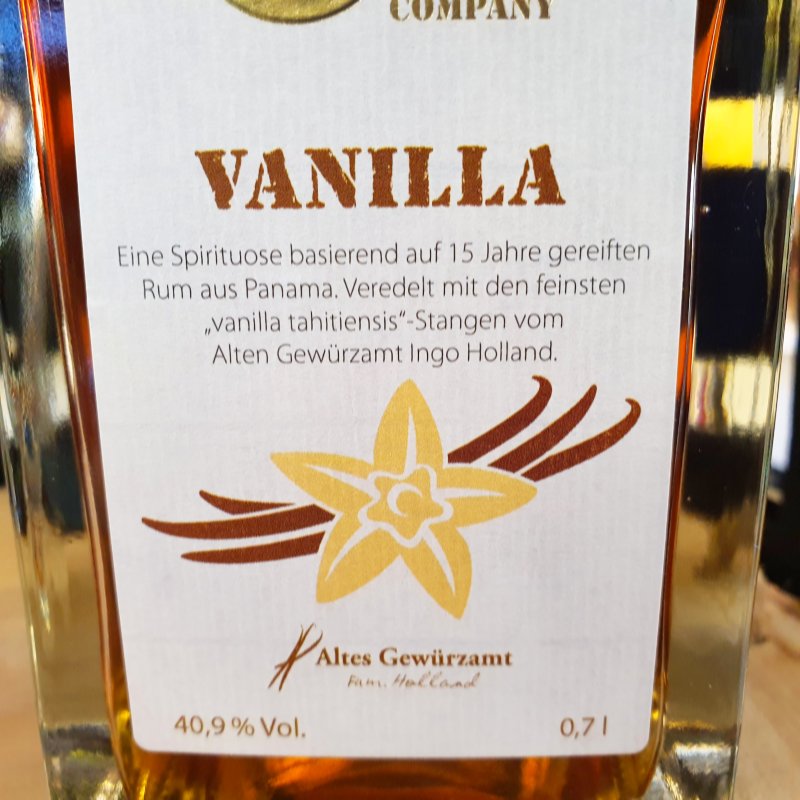 COMPANY
VANILLA
Eine Spirituose basierend auf 15 Jahre gereiften
Rum aus Panama. Veredelt mit den feinsten
„vanilla tahitiensis“-Stangen vom
Alten Gewürzamt Ingo Holland.
Altes Gewürzamt
Fam. Holland
40,9 % Vol.
0,7 l